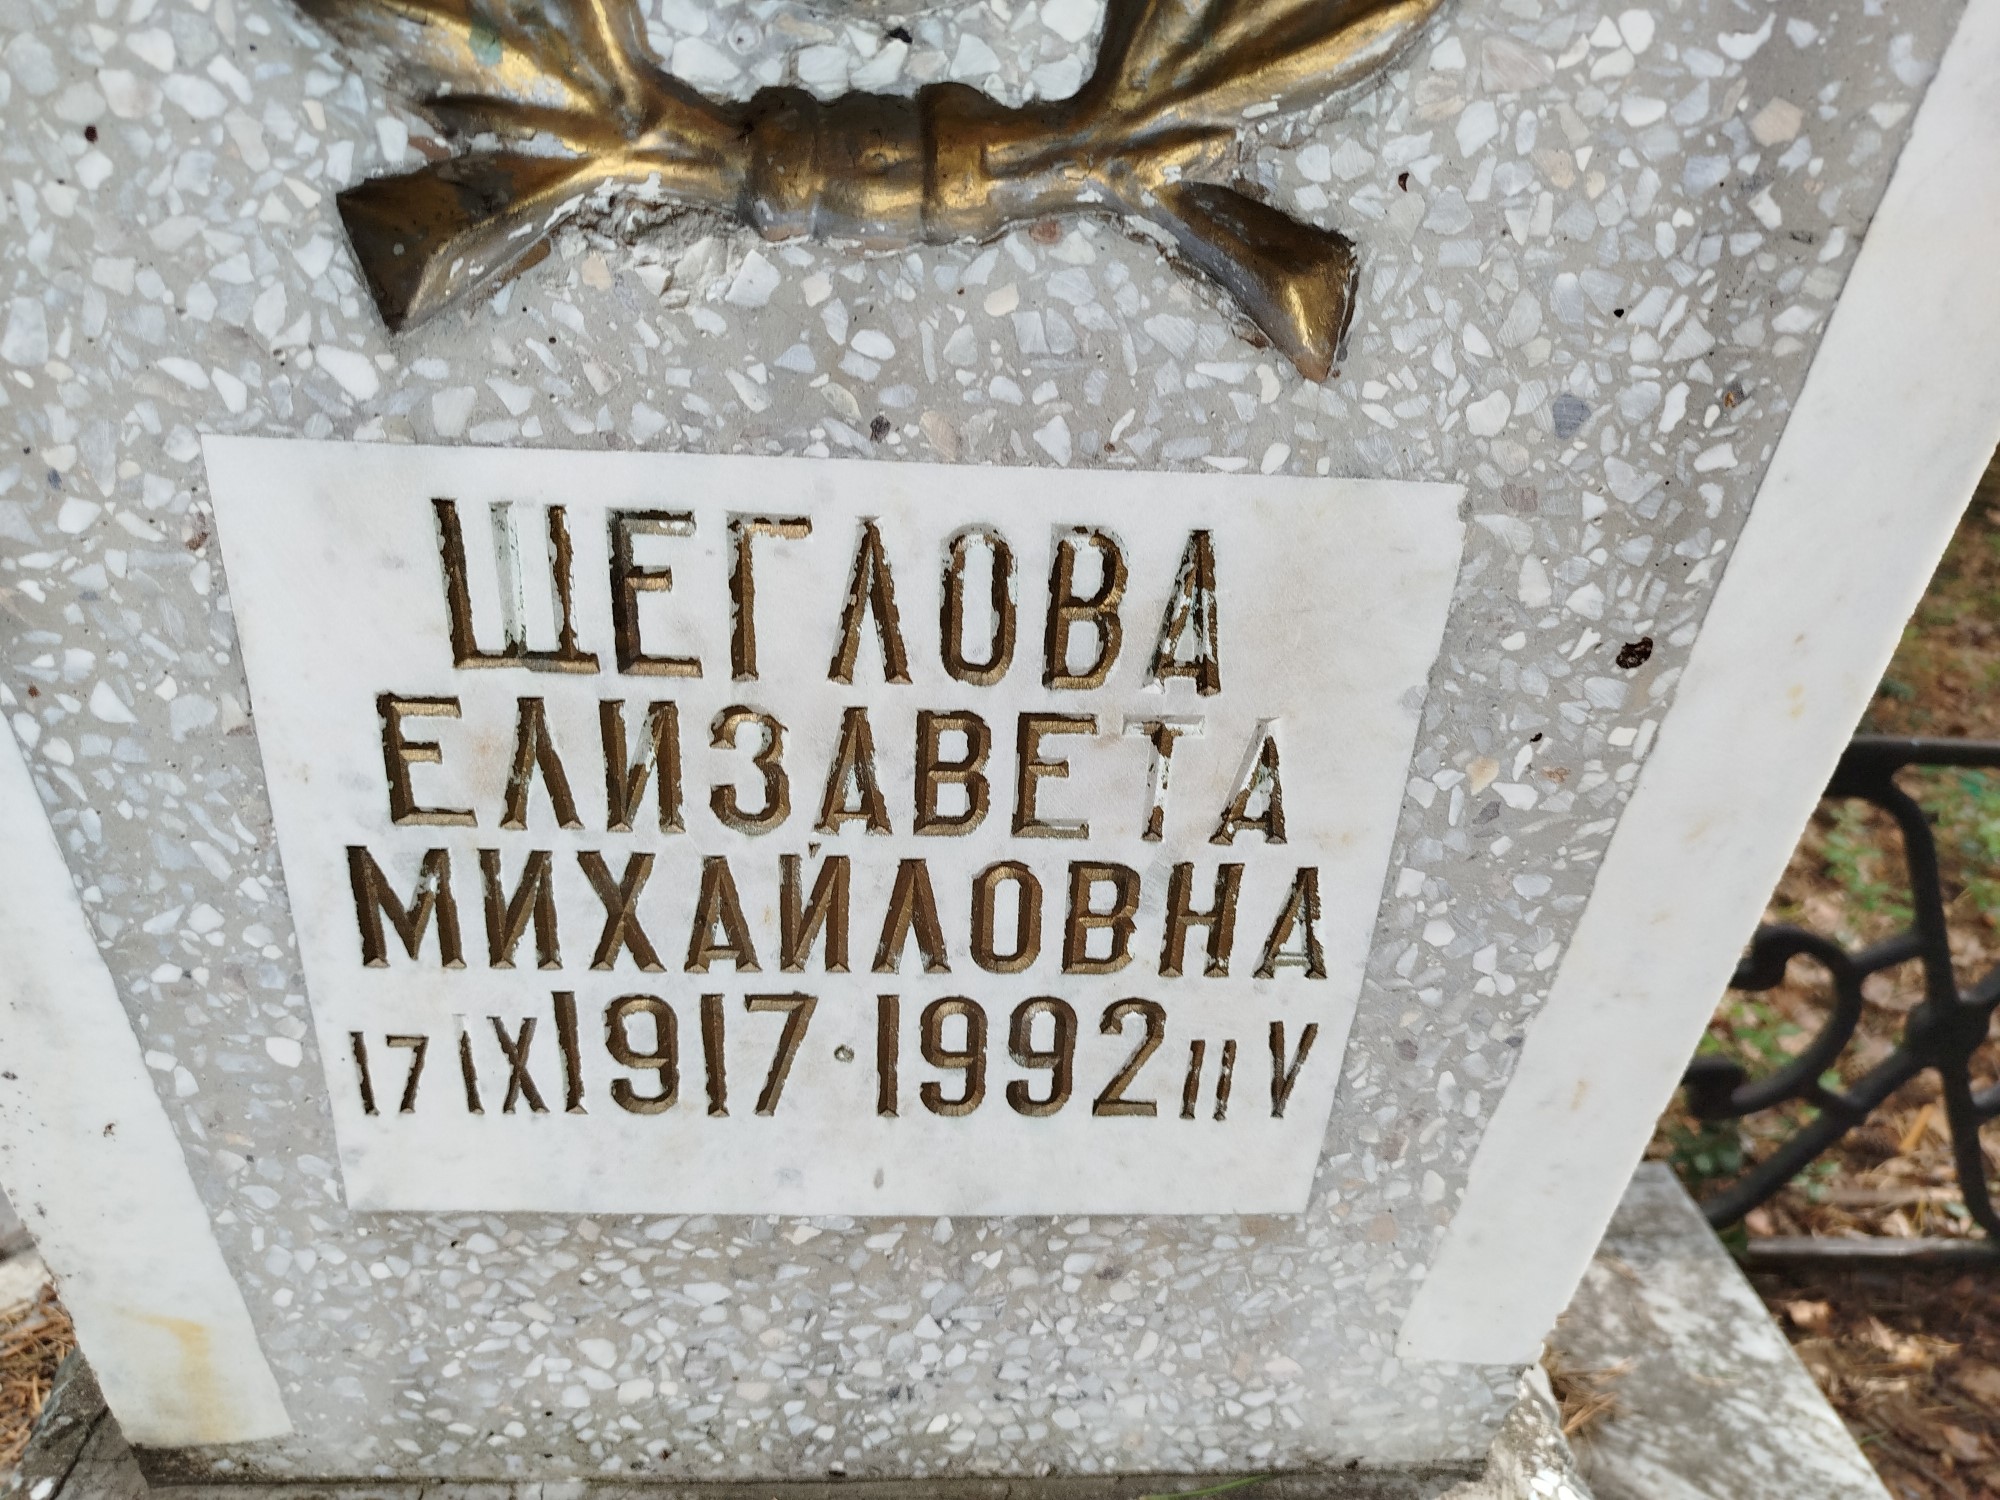 ЩЕГЛОВА
ЕЛИЗАВЕТА
МИХАЙЛОВНА
17 IX 1917 · 1992 11 V